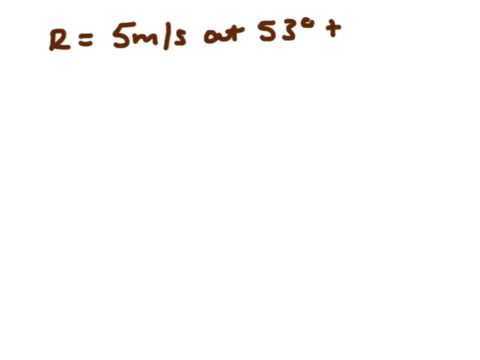 R = 5m/s at 53° +